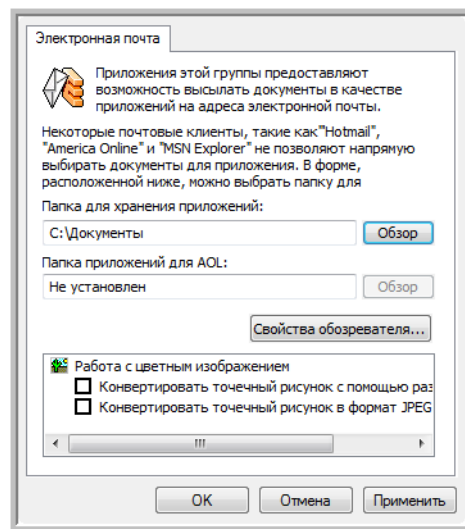 Электронная почта
Приложения этой группы предоставляют
возможность высылать документы в качестве
приложений на адреса электронной почты.
Некоторые почтовые клиенты, такие как"Hotmail",
"America Online" и "MSN Explorer" не позволяют напрямую
выбирать документы для приложения. В форме,
расположенной ниже, можно выбрать папку для
Папка для хранения приложений:
C:\Документы
Обзор
Папка приложений для AOL:
Не установлен
Обзор
Свойства обозревателя...
Работа с цветным изображением
Конвертировать точечный рисунок с помощью раз
Конвертировать точечный рисунок в формат JPEG
OK
Отмена
Применить